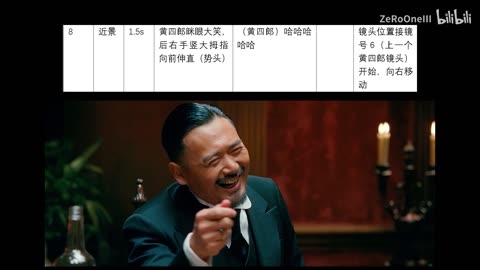 ZeRoOneIII bilibili
8
近景
1.5s
黄四郎眯眼大笑，
后右手竖大拇指
向前伸直（势头）
（黄四郎）哈哈哈
哈哈
镜头位置接镜
号 6（上一个
黄四郎镜头）
开始，向右移
动